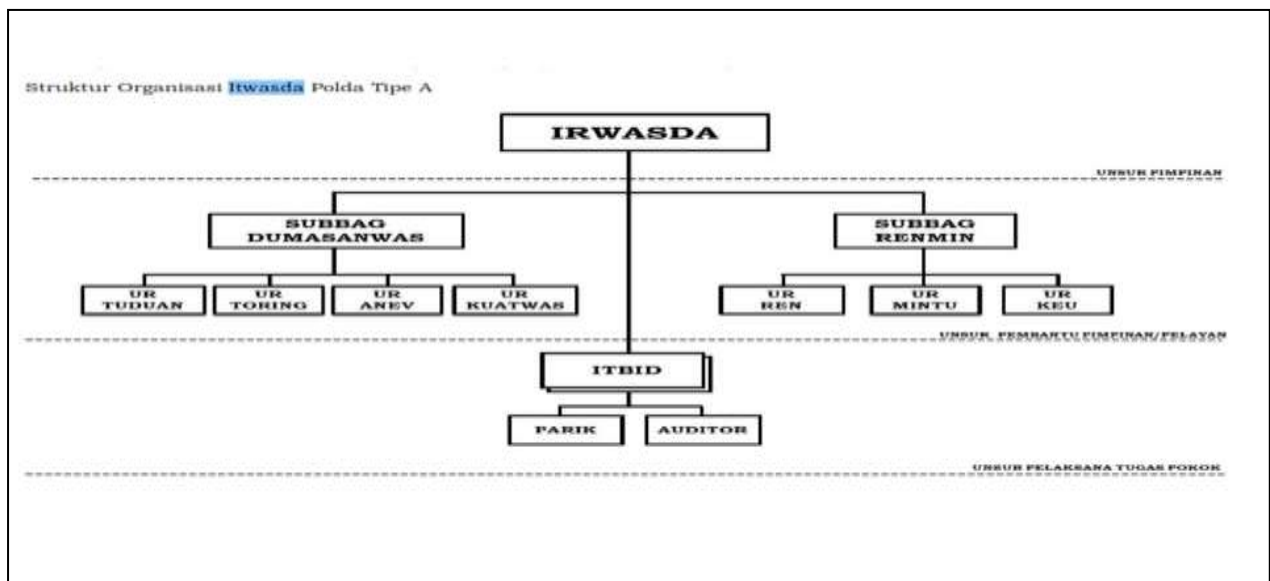 Struktur Organisasi Itwasda Polda Tipe A
IRWASDA
UNSUR PIMPINAN
SUBBAG
DUMASANWAS
SUBBAG
RENMIN
UR
TUDUAN
UR
TORING
UR
ANEV
UR
KUATWAS
UR
REN
UR
MINTU
UR
KEU
UNSUR PEMBANTU PIMPINAN/PELAYAN
ITBID
PARIK
AUDITOR
UNSUR PELAKSANA TUGAS POKOK